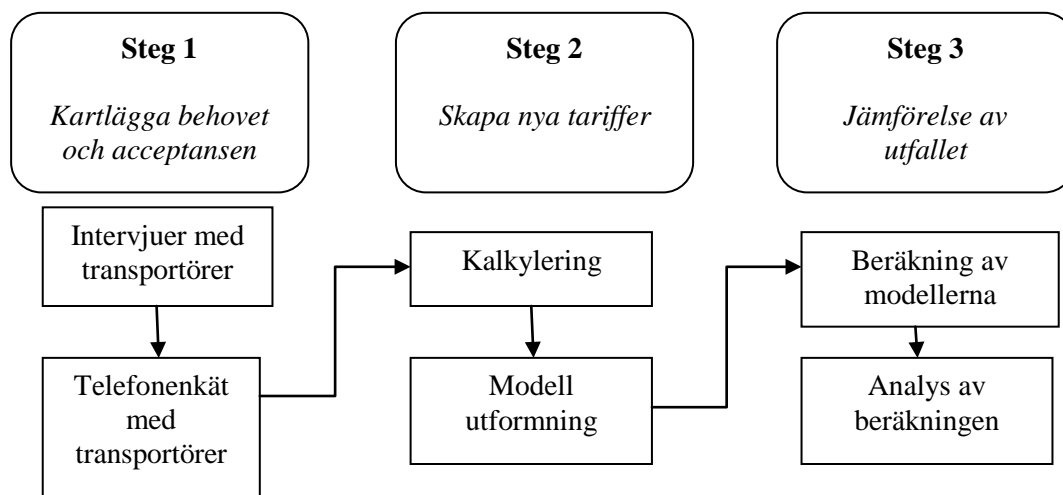 Steg 1
Kartlägga behovet
och acceptansen
Steg 2
Skapa nya tariffer
Steg 3
Jämförelse av
utfallet
Intervjuer med
transportörer
Telefonenkät
med
transportörer
Kalkylering
Modell
utformning
Beräkning av
modellerna
Analys av
beräkningen